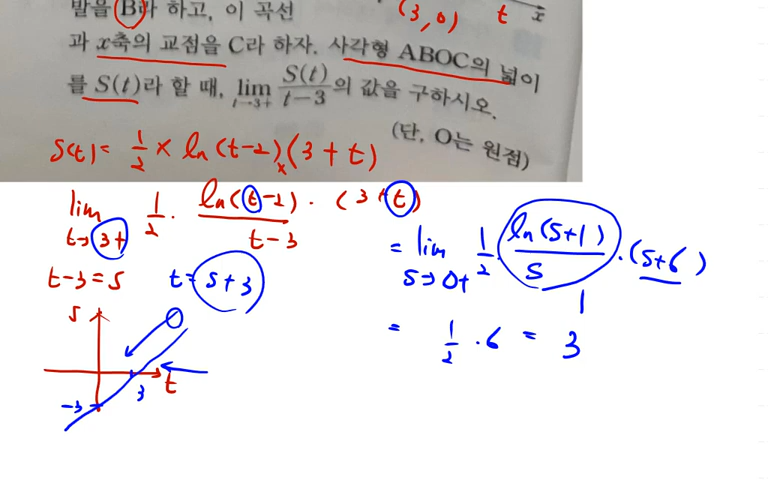 발을 B라 하고, 이 곡선
(3, 0) t x
과 x축의 교점을 C라 하자. 사각형 ABOC의 넓이
를 S(t)라 할 때, lim t→3+ S(t)/(t-3) 의 값을 구하시오.
(단, O는 원점)
S(t) = 1/2 × ln(t-2) × (3+t)
lim t→3+ 1/2 · ln(t-2)/(t-3) · (3+t)
t-3=s t=s+3
= lim s→0+ 1/2 · ln(s+1)/s · (s+6)
1
= 1/2 · 6 = 3
s
3 t
-3